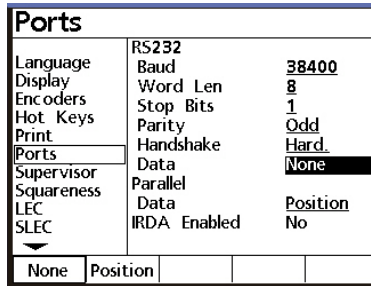 Ports
Language
Display
Encoders
Hot Keys
Print
Ports
Supervisor
Squareness
LEC
SLEC
RS232
Baud 38400
Word Len 8
Stop Bits 1
Parity Odd
Handshake Hard.
Data None
Parallel
Data Position
IRDA Enabled No
None Position